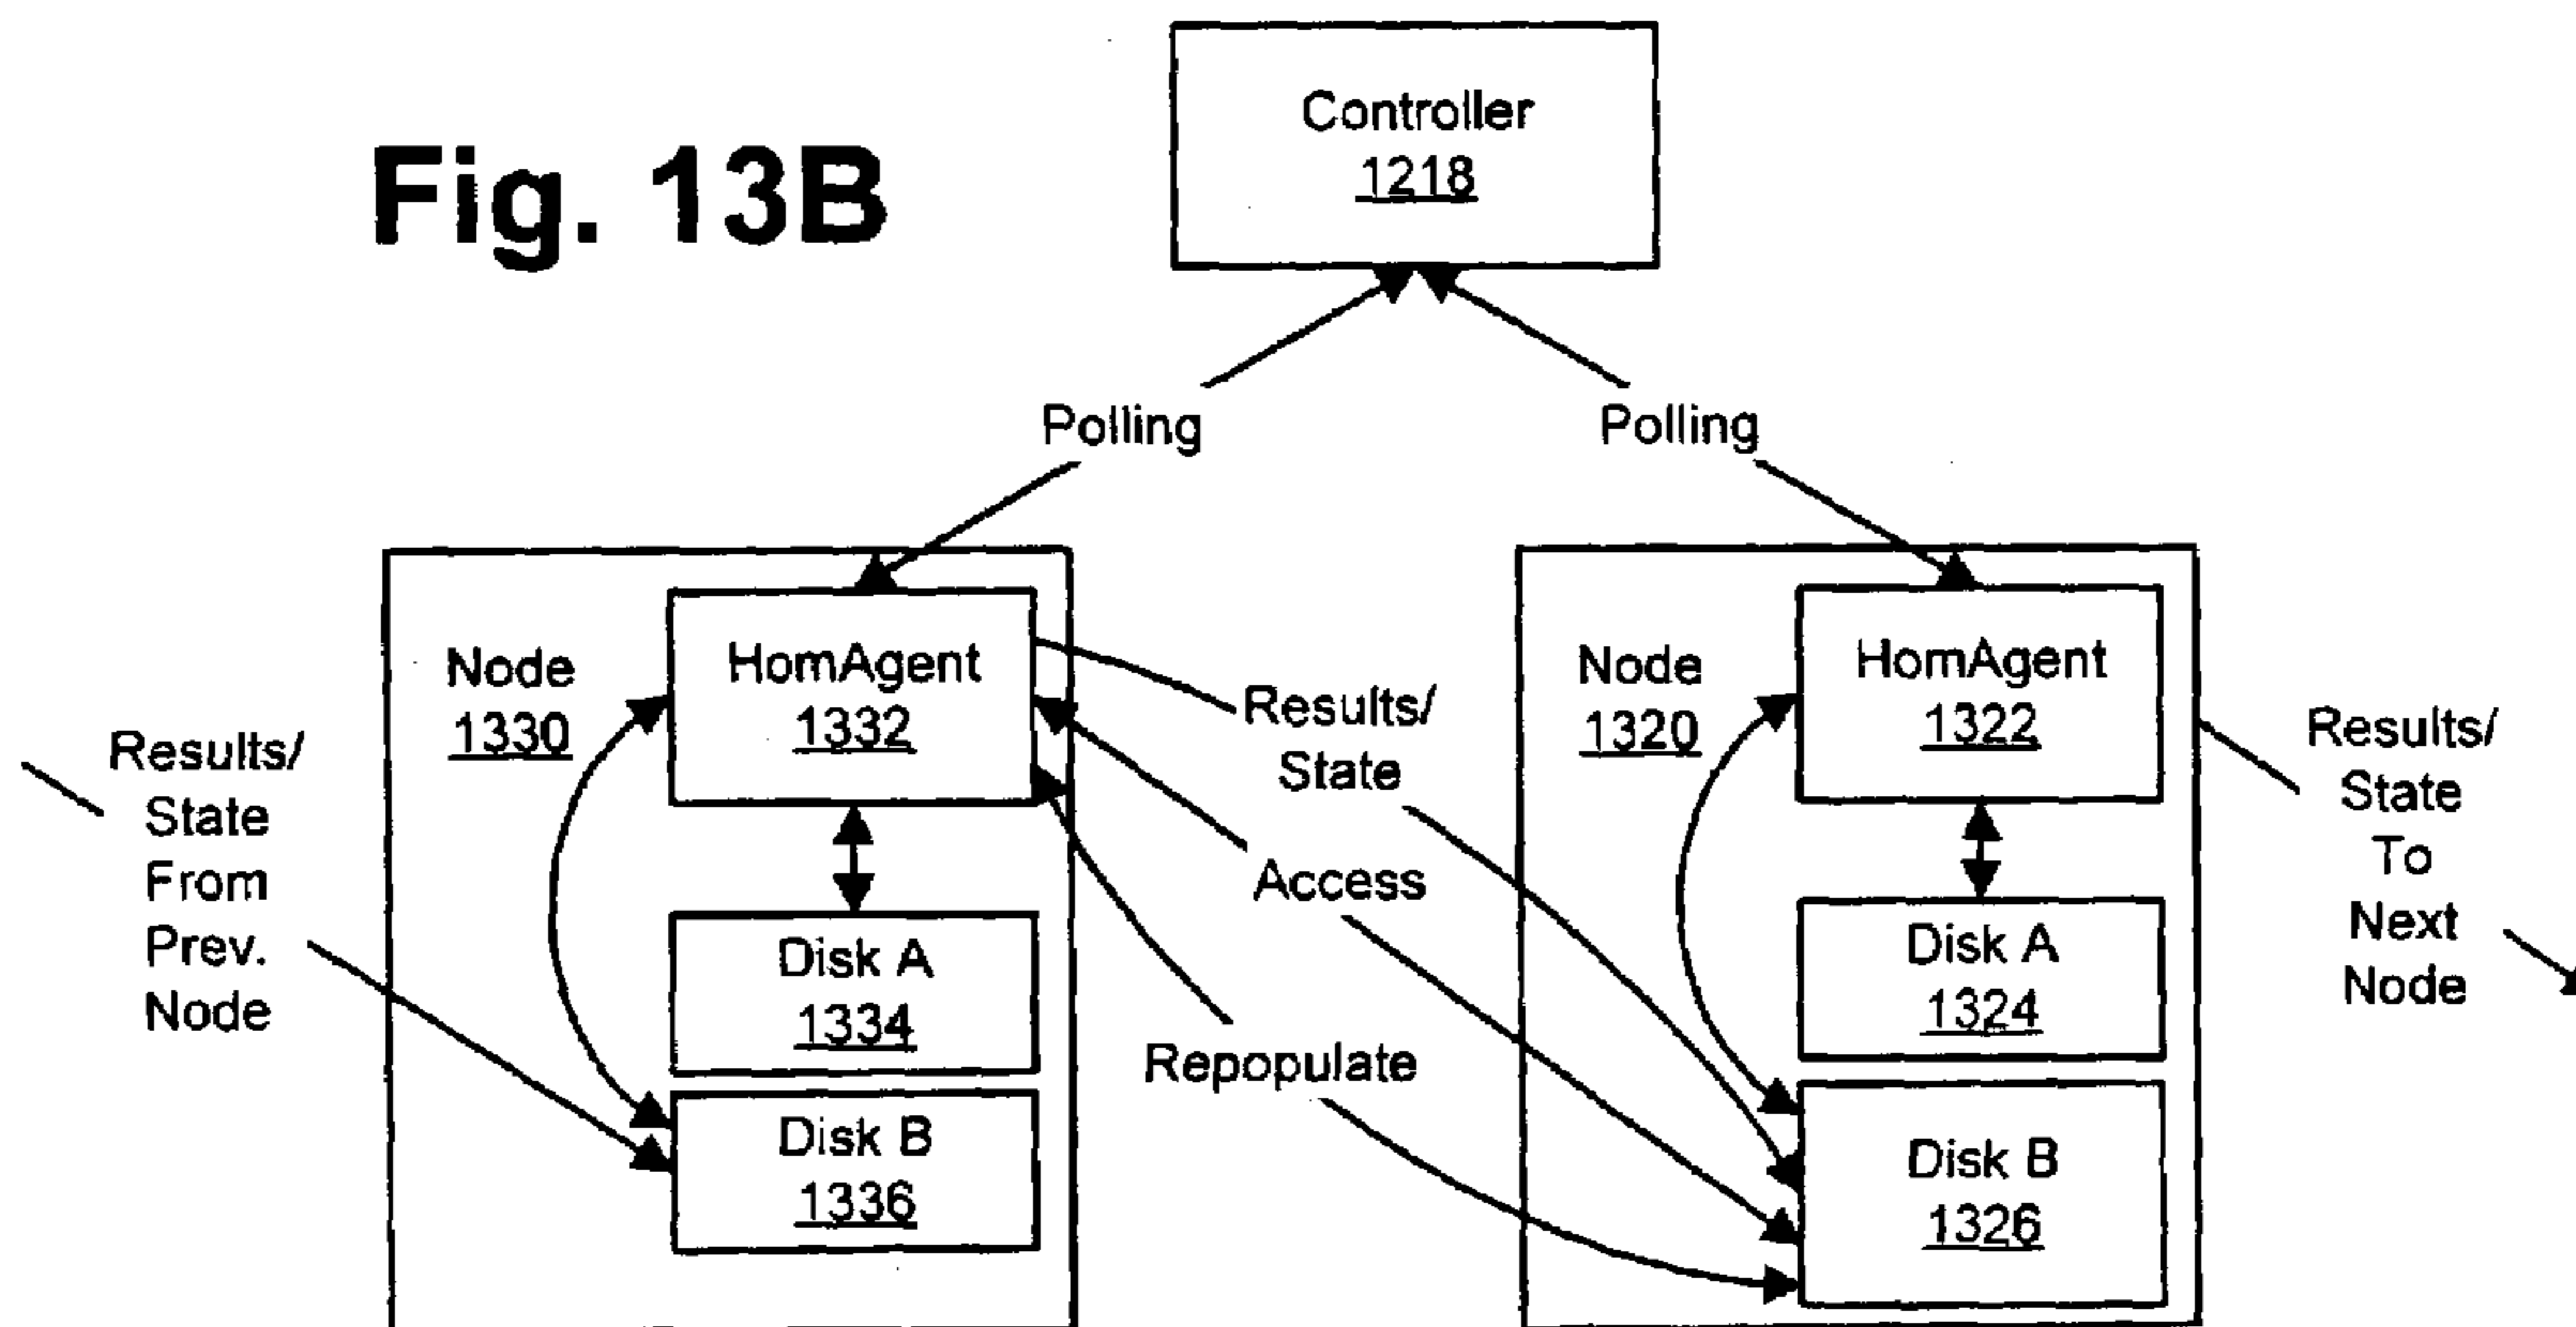 Fig. 13B
Controller
1218
Polling
Polling
Node
1330
HomAgent
1332
Disk A
1334
Disk B
1336
Results/
State
From
Prev.
Node
Results/
State
Access
Repopulate
Node
1320
HomAgent
1322
Disk A
1324
Disk B
1326
Results/
State
To
Next
Node